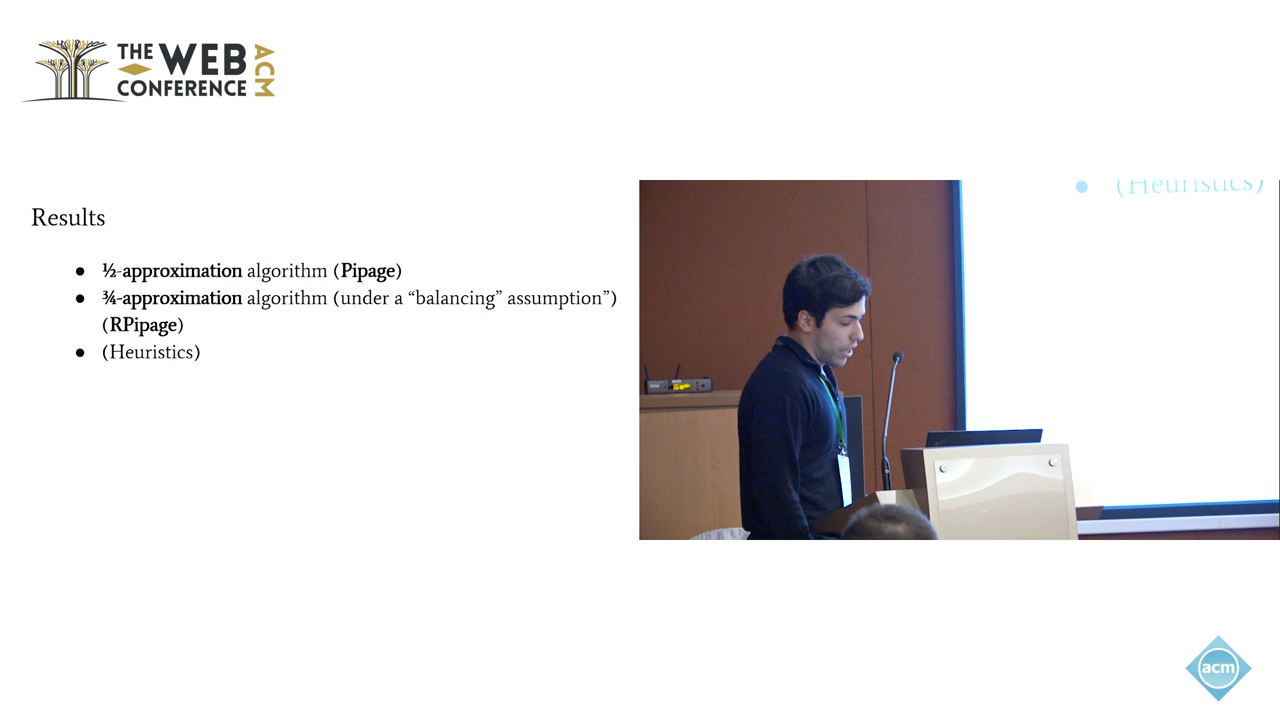 THE WEB CONFERENCE ACM
(Heuristics)
Results
● ½-approximation algorithm (Pipage)
● ¾-approximation algorithm (under a “balancing” assumption”)
(RPipage)
● (Heuristics)
acm